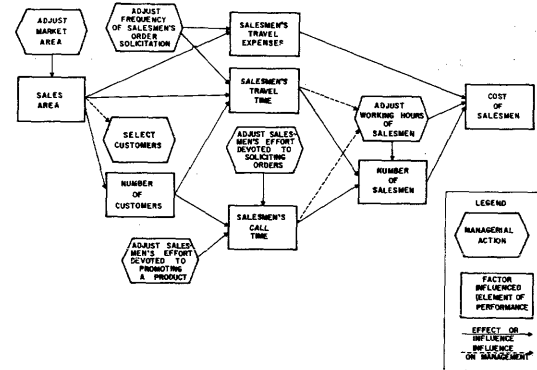 ADJUST
MARKET
AREA
ADJUST
FREQUENCY
OF SALESMEN'S
ORDER
SOLICITATION
SALESMEN'S
TRAVEL
EXPENSES
SALES
AREA
SALESMEN'S
TRAVEL
TIME
ADJUST
WORKING HOURS
OF
SALESMEN
COST
OF
SALESMEN
SELECT
CUSTOMERS
ADJUST SALES-
MEN'S EFFORT
DEVOTED TO
SOLICITING
ORDERS
NUMBER
OF
CUSTOMERS
NUMBER
OF
SALESMEN
SALESMEN'S
CALL
TIME
ADJUST SALES-
MEN'S EFFORT
DEVOTED TO
PROMOTING
A PRODUCT
LEGEND
MANAGERIAL
ACTION
FACTOR
INFLUENCED
(ELEMENT OF
PERFORMANCE
EFFECT OR
INFLUENCE
INFLUENCE
ON MANAGEMENT